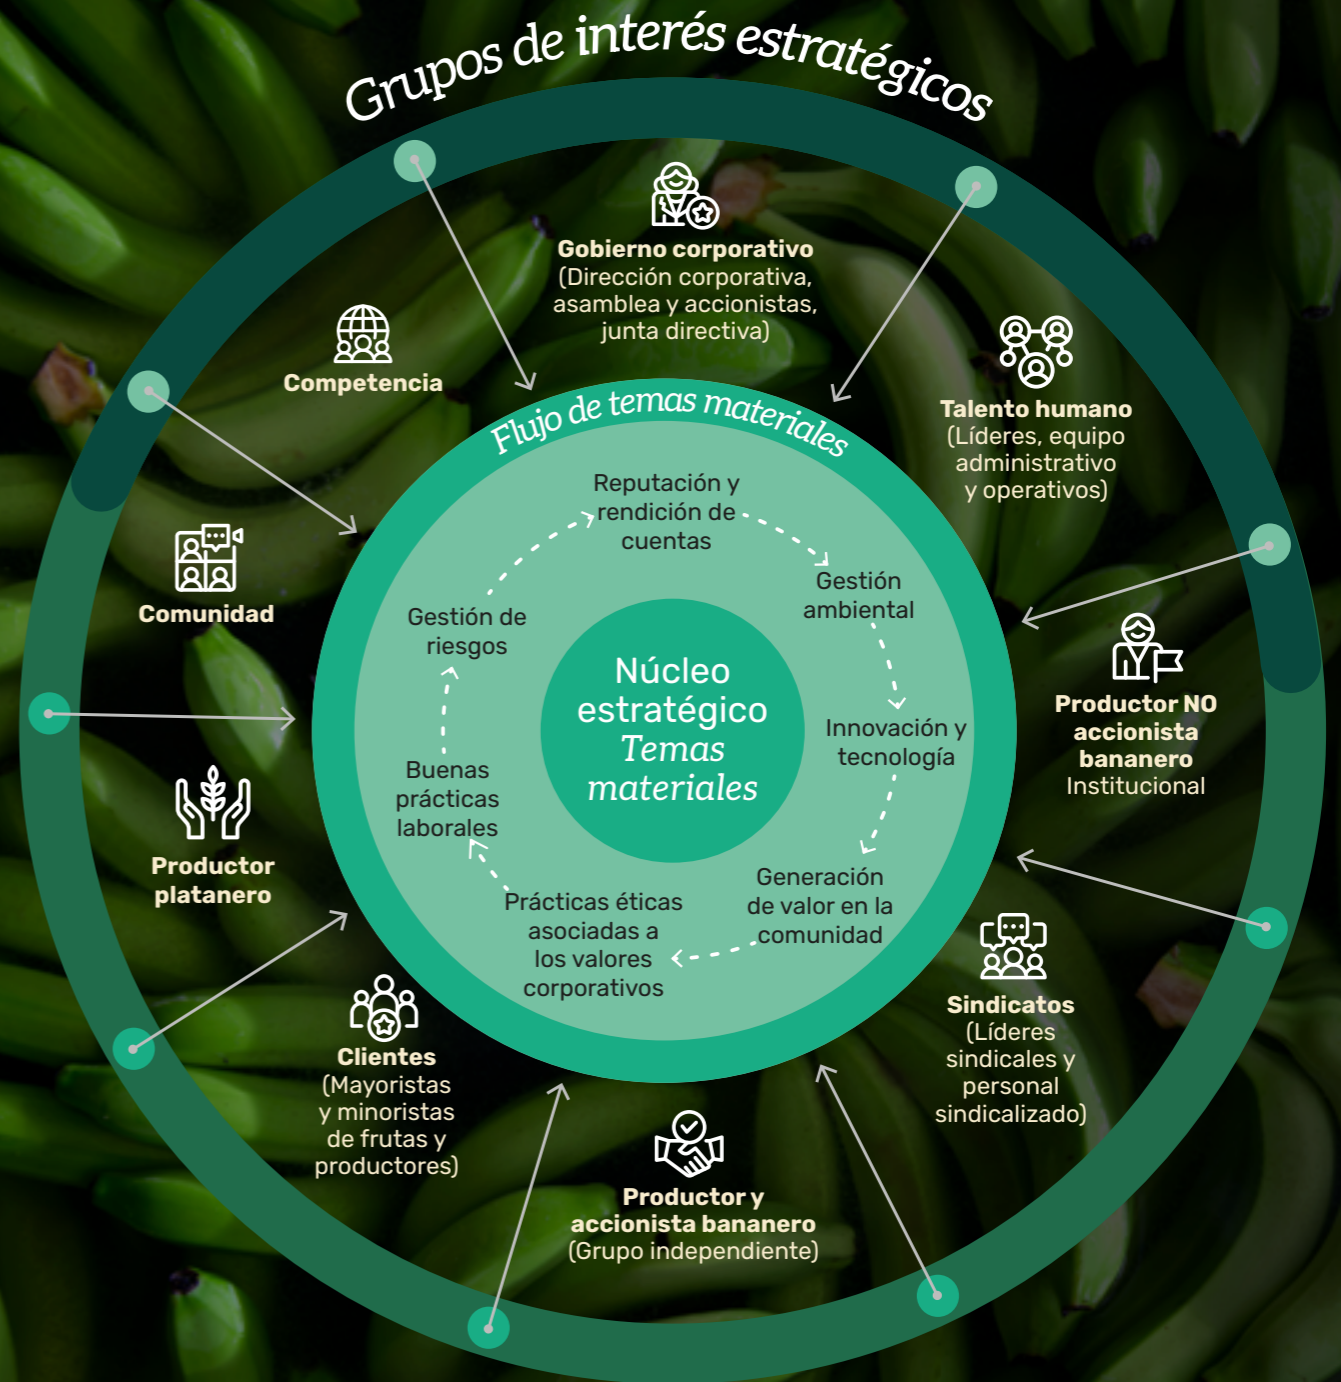 Grupos de interés estratégicos
Gobierno corporativo
(Dirección corporativa,
asamblea y accionistas,
junta directiva)
Talento humano
(Líderes, equipo
administrativo
y operativos)
Productor NO
accionista
bananero
Institucional
Sindicatos
(Líderes
sindicales y
personal
sindicalizado)
Productor y
accionista bananero
(Grupo independiente)
Clientes
(Mayoristas
y minoristas
de frutas y
productores)
Productor
platanero
Comunidad
Competencia
Flujo de temas materiales
Reputación y
rendición de
cuentas
Gestión
ambiental
Innovación y
tecnología
Generación
de valor en la
comunidad
Prácticas éticas
asociadas a
los valores
corporativos
Buenas
prácticas
laborales
Gestión de
riesgos
Núcleo
estratégico
Temas
materiales